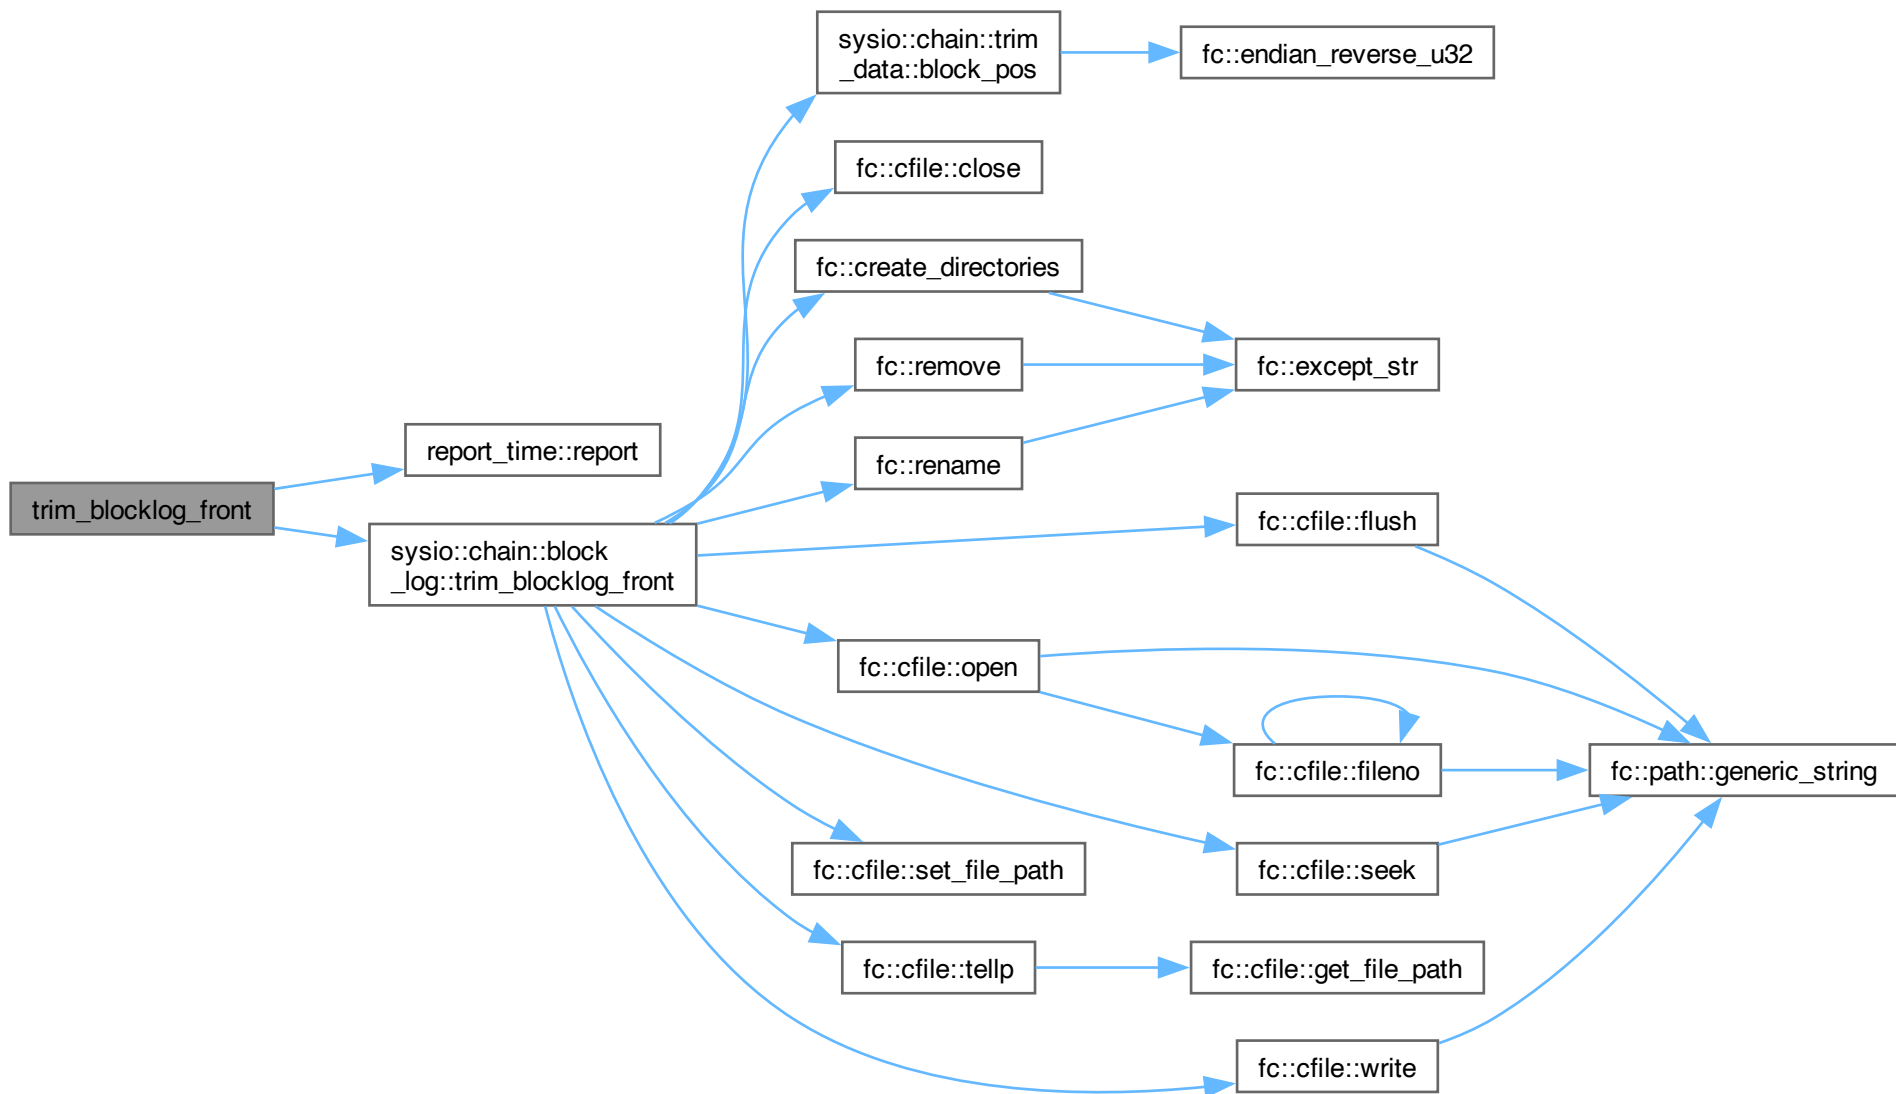 trim_blocklog_front
report_time::report
sysio::chain::block
_log::trim_blocklog_front
sysio::chain::trim
_data::block_pos
fc::endian_reverse_u32
fc::cfile::close
fc::create_directories
fc::remove
fc::except_str
fc::rename
fc::cfile::flush
fc::cfile::open
fc::cfile::fileno
fc::path::generic_string
fc::cfile::seek
fc::cfile::set_file_path
fc::cfile::tellp
fc::cfile::get_file_path
fc::cfile::write